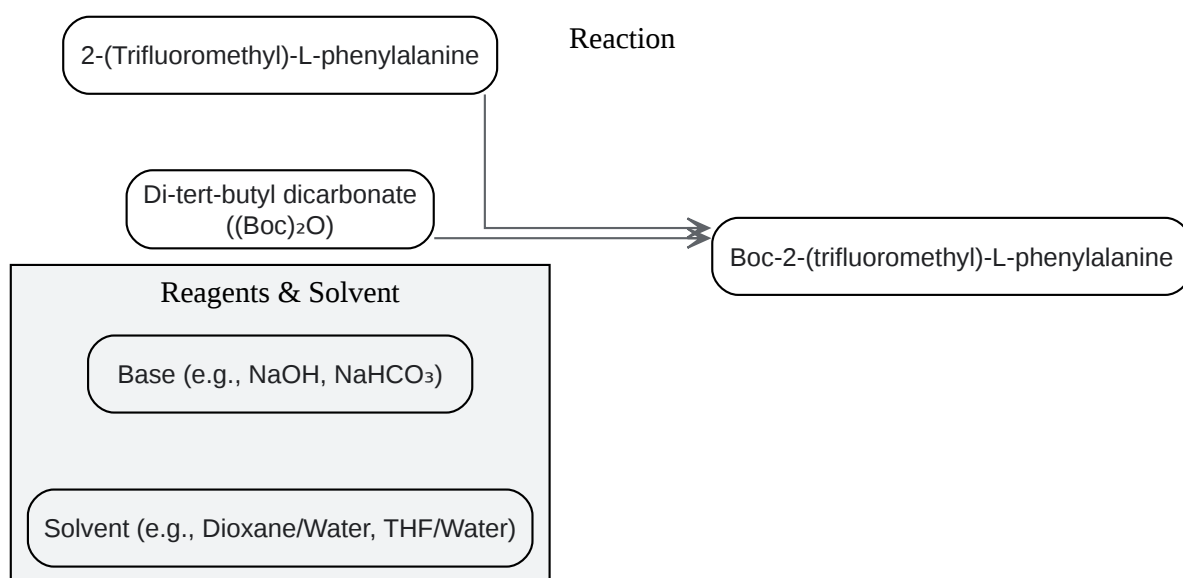 2-(Trifluoromethyl)-L-phenylalanine
Reaction
Di-tert-butyl dicarbonate
((Boc)₂O)
Boc-2-(trifluoromethyl)-L-phenylalanine
Reagents & Solvent
Base (e.g., NaOH, NaHCO₃)
Solvent (e.g., Dioxane/Water, THF/Water)